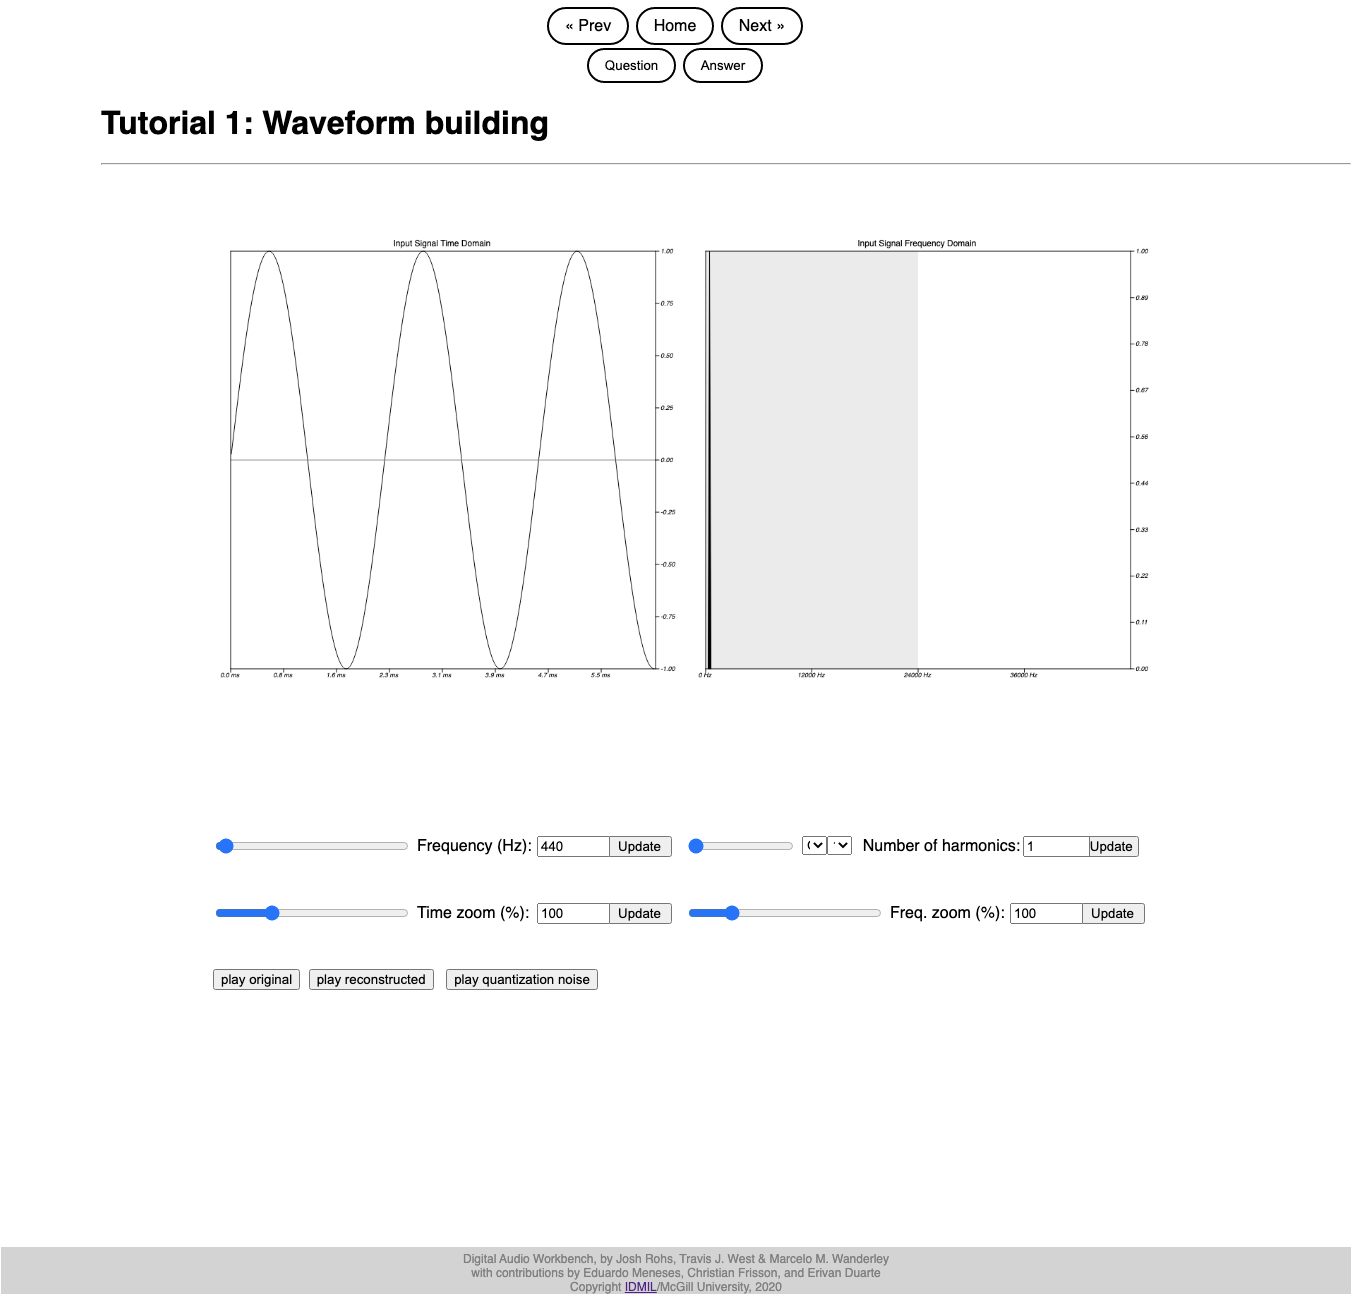 « Prev Home Next »
Question Answer
Tutorial 1: Waveform building
Input Signal Time Domain
1.00
0.75
0.50
0.25
0.00
-0.25
-0.50
-0.75
-1.00
0.0 ms 0.8 ms 1.6 ms 2.3 ms 3.1 ms 3.9 ms 4.7 ms 5.5 ms
Input Signal Frequency Domain
1.00
0.89
0.78
0.67
0.56
0.44
0.33
0.22
0.11
0.00
0 Hz 12000 Hz 24000 Hz 36000 Hz
Frequency (Hz): 440 Update Number of harmonics: 1 Update
Time zoom (%): 100 Update Freq. zoom (%): 100 Update
play original play reconstructed play quantization noise
Digital Audio Workbench, by Josh Rohs, Travis J. West & Marcelo M. Wanderley
with contributions by Eduardo Meneses, Christian Frisson, and Erivan Duarte
Copyright IDMIL/McGill University, 2020